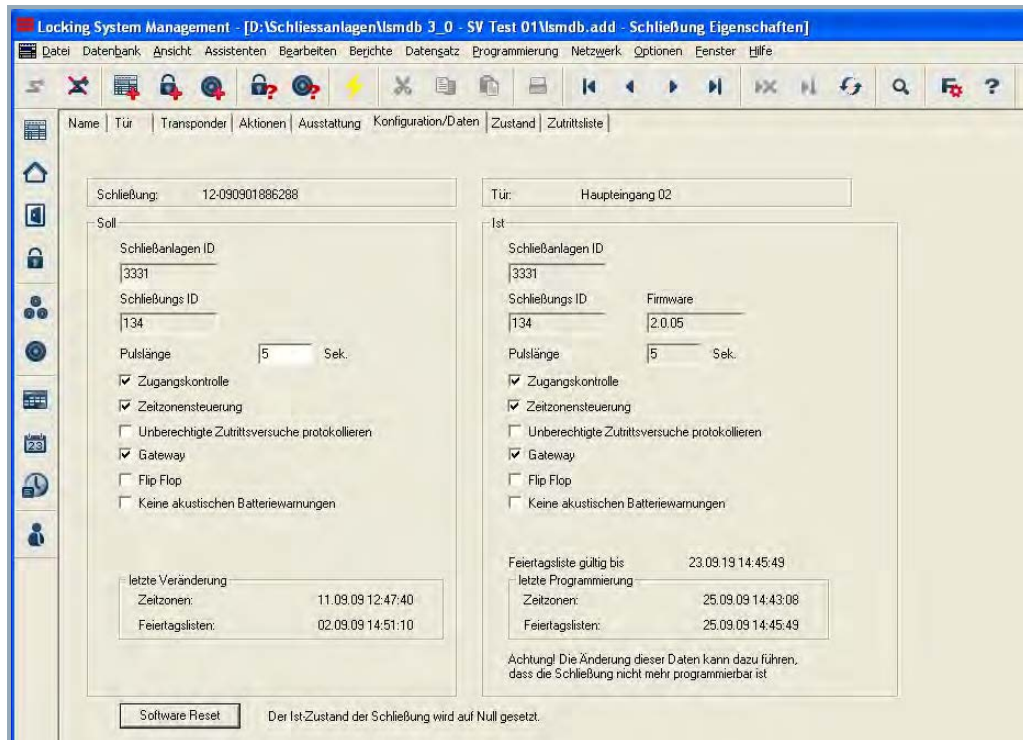 Locking System Management - [D:\Schliessanlagen\lsmdb 3_0 - SV Test 01\lsmdb.add - Schließung Eigenschaften]
Datei Datenbank Ansicht Assistenten Bearbeiten Berichte Datensatz Programmierung Netzwerk Optionen Fenster Hilfe
Name Tür Transponder Aktionen Ausstattung Konfiguration/Daten Zustand Zutrittsliste
Schließung: 12-090901886288
Tür: Haupteingang 02
Soll
Schließanlagen ID
3331
Schließungs ID
134
Pulslänge 5 Sek.
Zugangskontrolle
Zeitzonensteuerung
Unberechtigte Zutrittsversuche protokollieren
Gateway
Flip Flop
Keine akustischen Batteriewarnungen
letzte Veränderung
Zeitzonen: 11.09.09 12:47:40
Feiertagslisten: 02.09.09 14:51:10
Ist
Schließanlagen ID
3331
Schließungs ID Firmware
134 2.0.05
Pulslänge 5 Sek.
Zugangskontrolle
Zeitzonensteuerung
Unberechtigte Zutrittsversuche protokollieren
Gateway
Flip Flop
Keine akustischen Batteriewarnungen
Feiertagsliste gültig bis 23.09.19 14:45:49
letzte Programmierung
Zeitzonen: 25.09.09 14:43:08
Feiertagslisten: 25.09.09 14:45:49
Achtung! Die Änderung dieser Daten kann dazu führen,
dass die Schließung nicht mehr programmierbar ist
Software Reset Der Ist-Zustand der Schließung wird auf Null gesetzt.